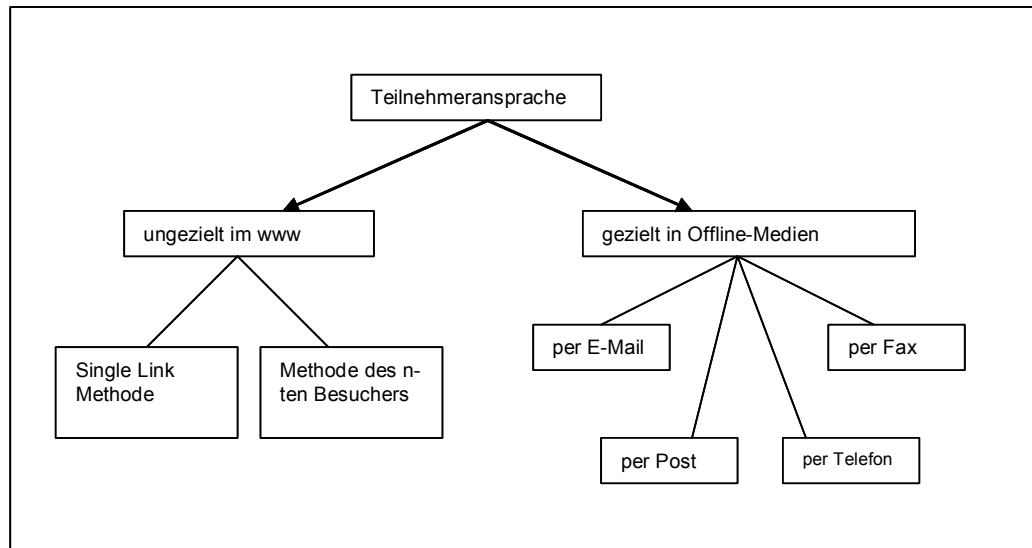 Teilnehmeransprache
ungezielt im www
gezielt in Offline-Medien
Single Link
Methode
Methode des n-
ten Besuchers
per E-Mail
per Fax
per Post
per Telefon